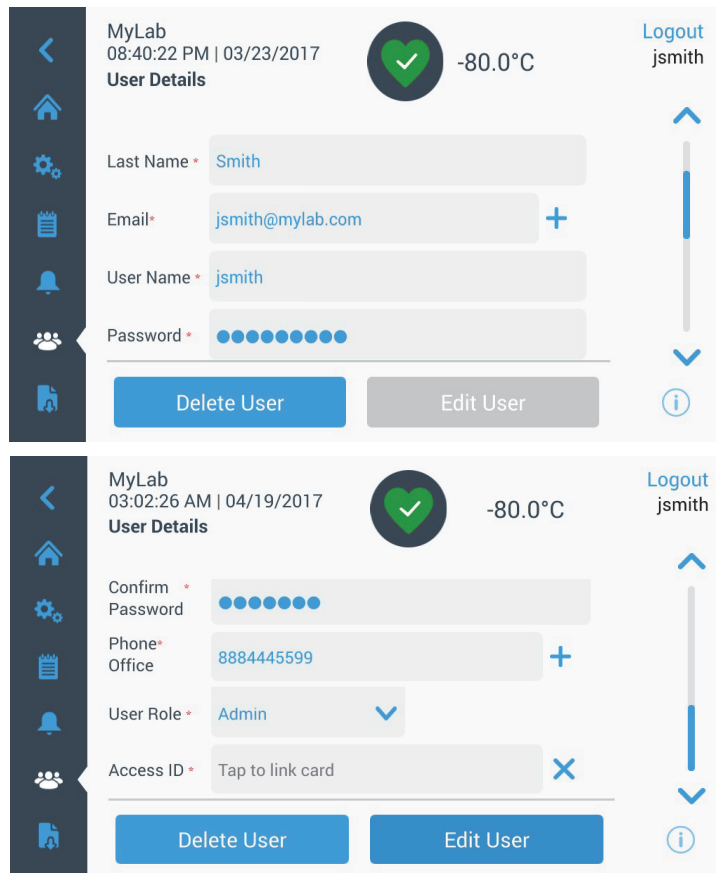 MyLab
08:40:22 PM | 03/23/2017
User Details
-80.0°C
Logout
jsmith
Last Name *
Smith
Email*
jsmith@mylab.com
User Name *
jsmith
Password *
Delete User
Edit User
MyLab
03:02:26 AM | 04/19/2017
User Details
-80.0°C
Logout
jsmith
Confirm *
Password
Phone*
Office
8884445599
User Role *
Admin
Access ID *
Tap to link card
Delete User
Edit User